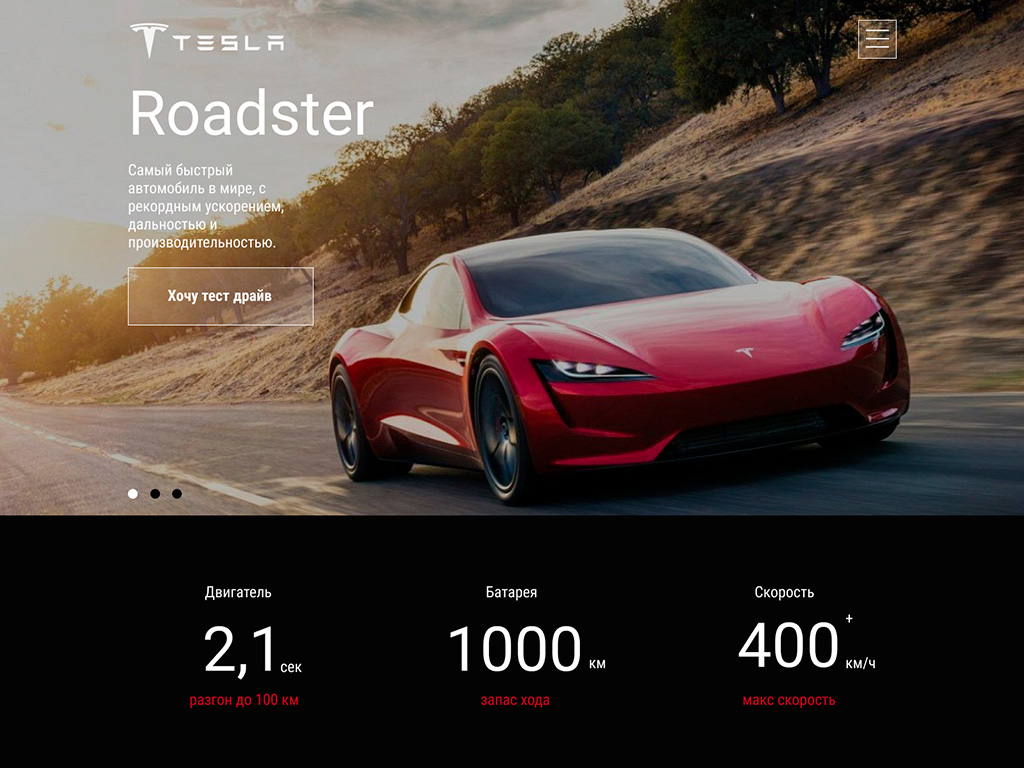 TESLA
Roadster
Самый быстрый
автомобиль в мире, с
рекордным ускорением,
дальностью и
производительностью.
Хочу тест драйв
Двигатель
2,1 сек
разгон до 100 км
Батарея
1000 км
запас хода
Скорость
400 + км/ч
макс скорость